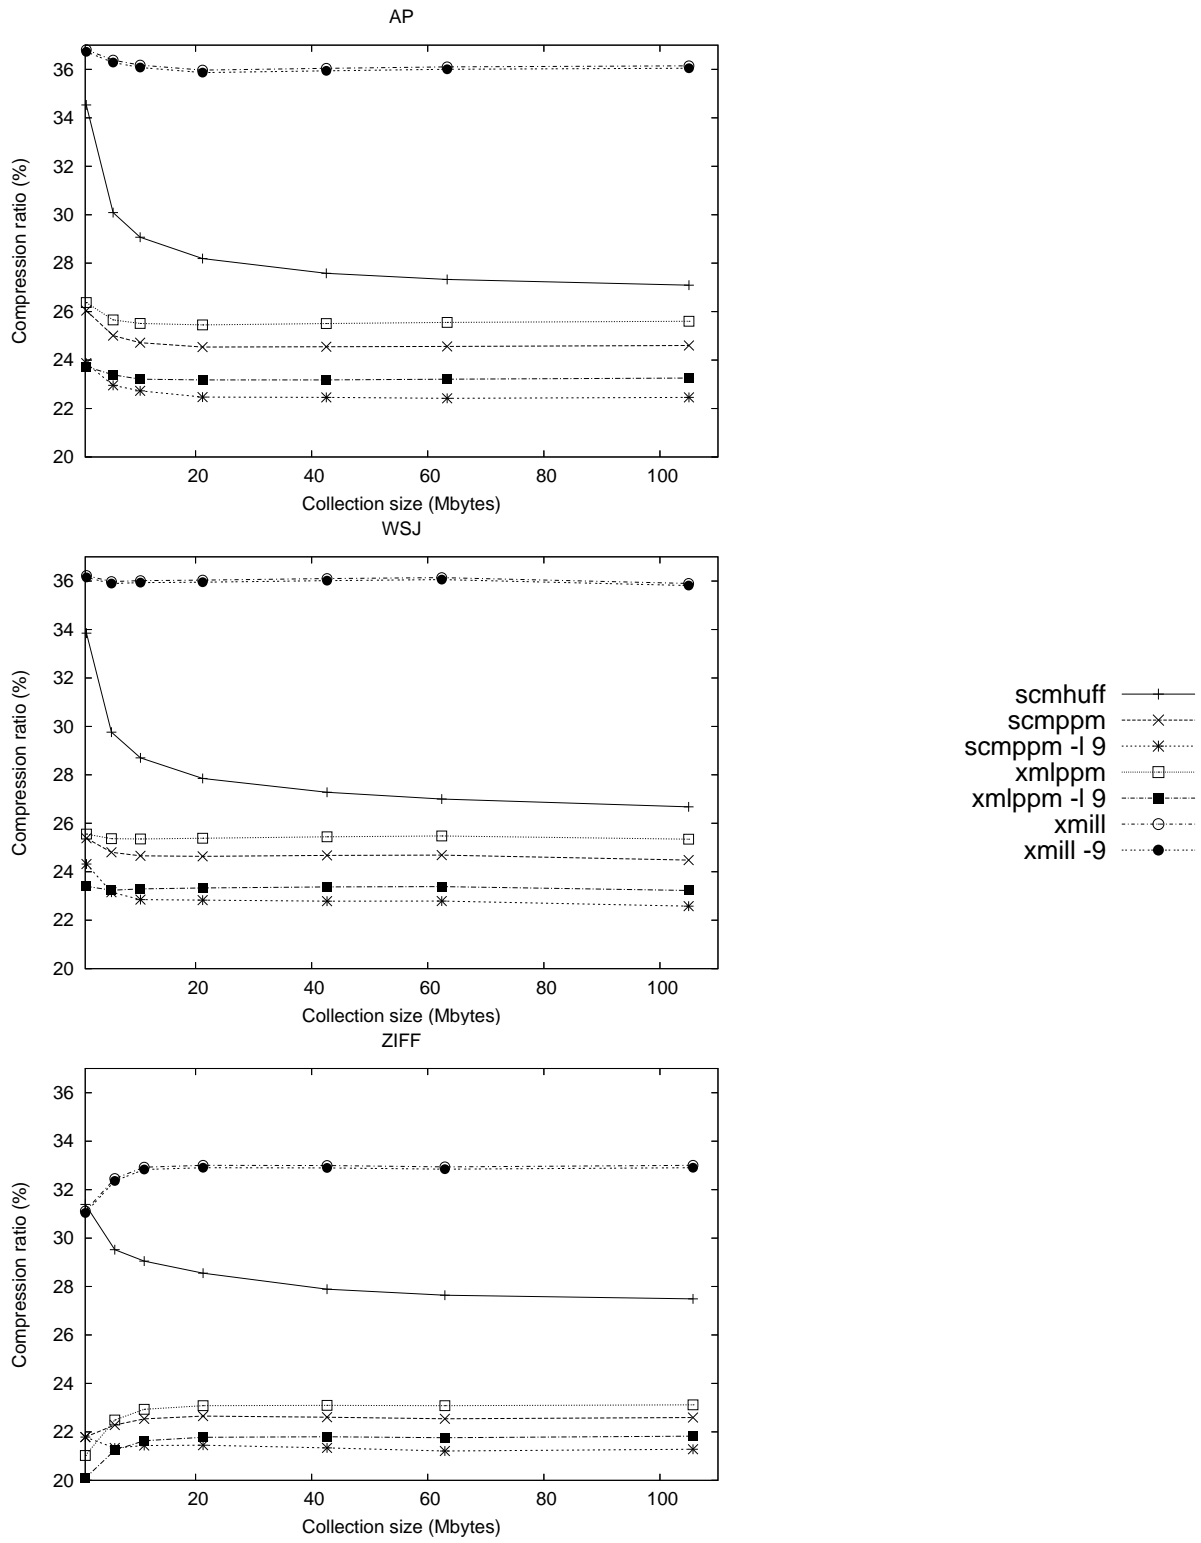 AP
Compression ratio (%)
36
34
32
30
28
26
24
22
20
20 40 60 80 100
Collection size (Mbytes)
WSJ
Compression ratio (%)
36
34
32
30
28
26
24
22
20
20 40 60 80 100
Collection size (Mbytes)
ZIFF
Compression ratio (%)
36
34
32
30
28
26
24
22
20
20 40 60 80 100
Collection size (Mbytes)
scmhuff
scmppm
scmppm -l 9
xmlppm
xmlppm -l 9
xmill
xmill -9